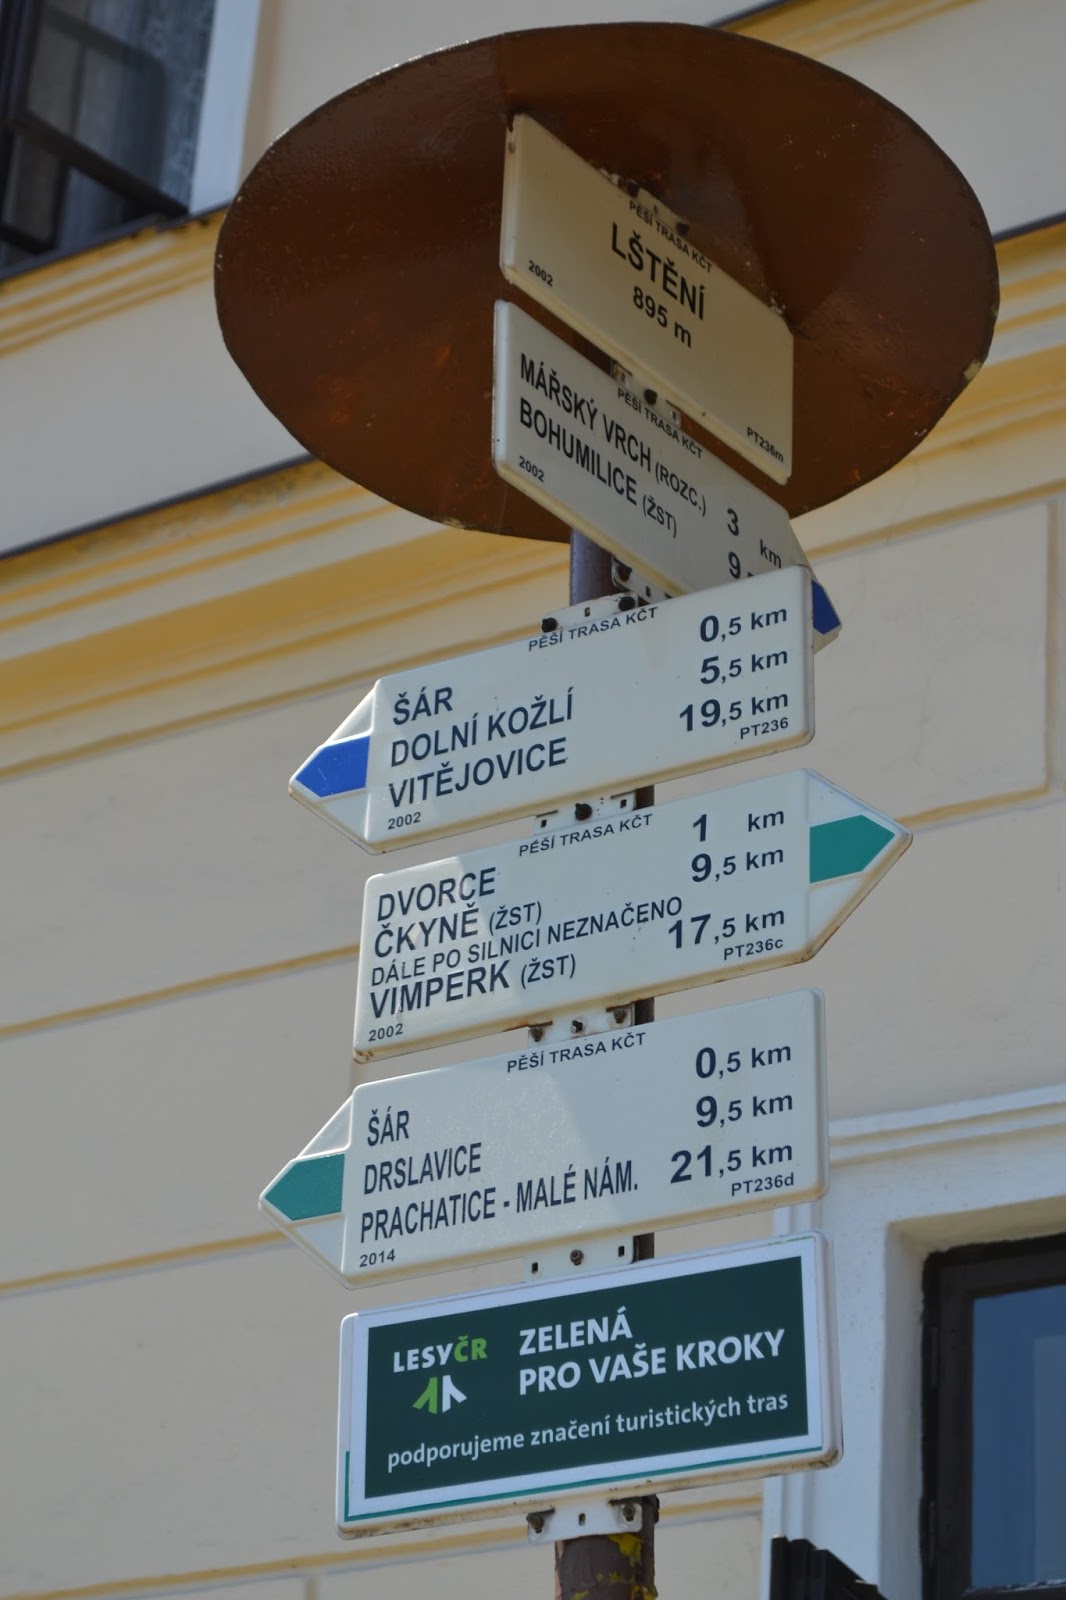 PĚŠÍ TRASA KČT
LŠTĚNÍ
895 m
2002
PT236m
PĚŠÍ TRASA KČT
MÁŘSKÝ VRCH (ROZC.) 3 km
BOHUMILICE (ŽST) 9
2002
PĚŠÍ TRASA KČT
ŠÁR 0,5 km
DOLNÍ KOŽLÍ 5,5 km
VITĚJOVICE 19,5 km
2002 PT236
PĚŠÍ TRASA KČT
DVORCE 1 km
ČKYNĚ (ŽST) 9,5 km
DÁLE PO SILNICI NEZNAČENO
VIMPERK (ŽST) 17,5 km
2002 PT236c
PĚŠÍ TRASA KČT
ŠÁR 0,5 km
DRSLAVICE 9,5 km
PRACHATICE - MALÉ NÁM. 21,5 km
2014 PT236d
LESYČR
ZELENÁ
PRO VAŠE KROKY
podporujeme značení turistických tras